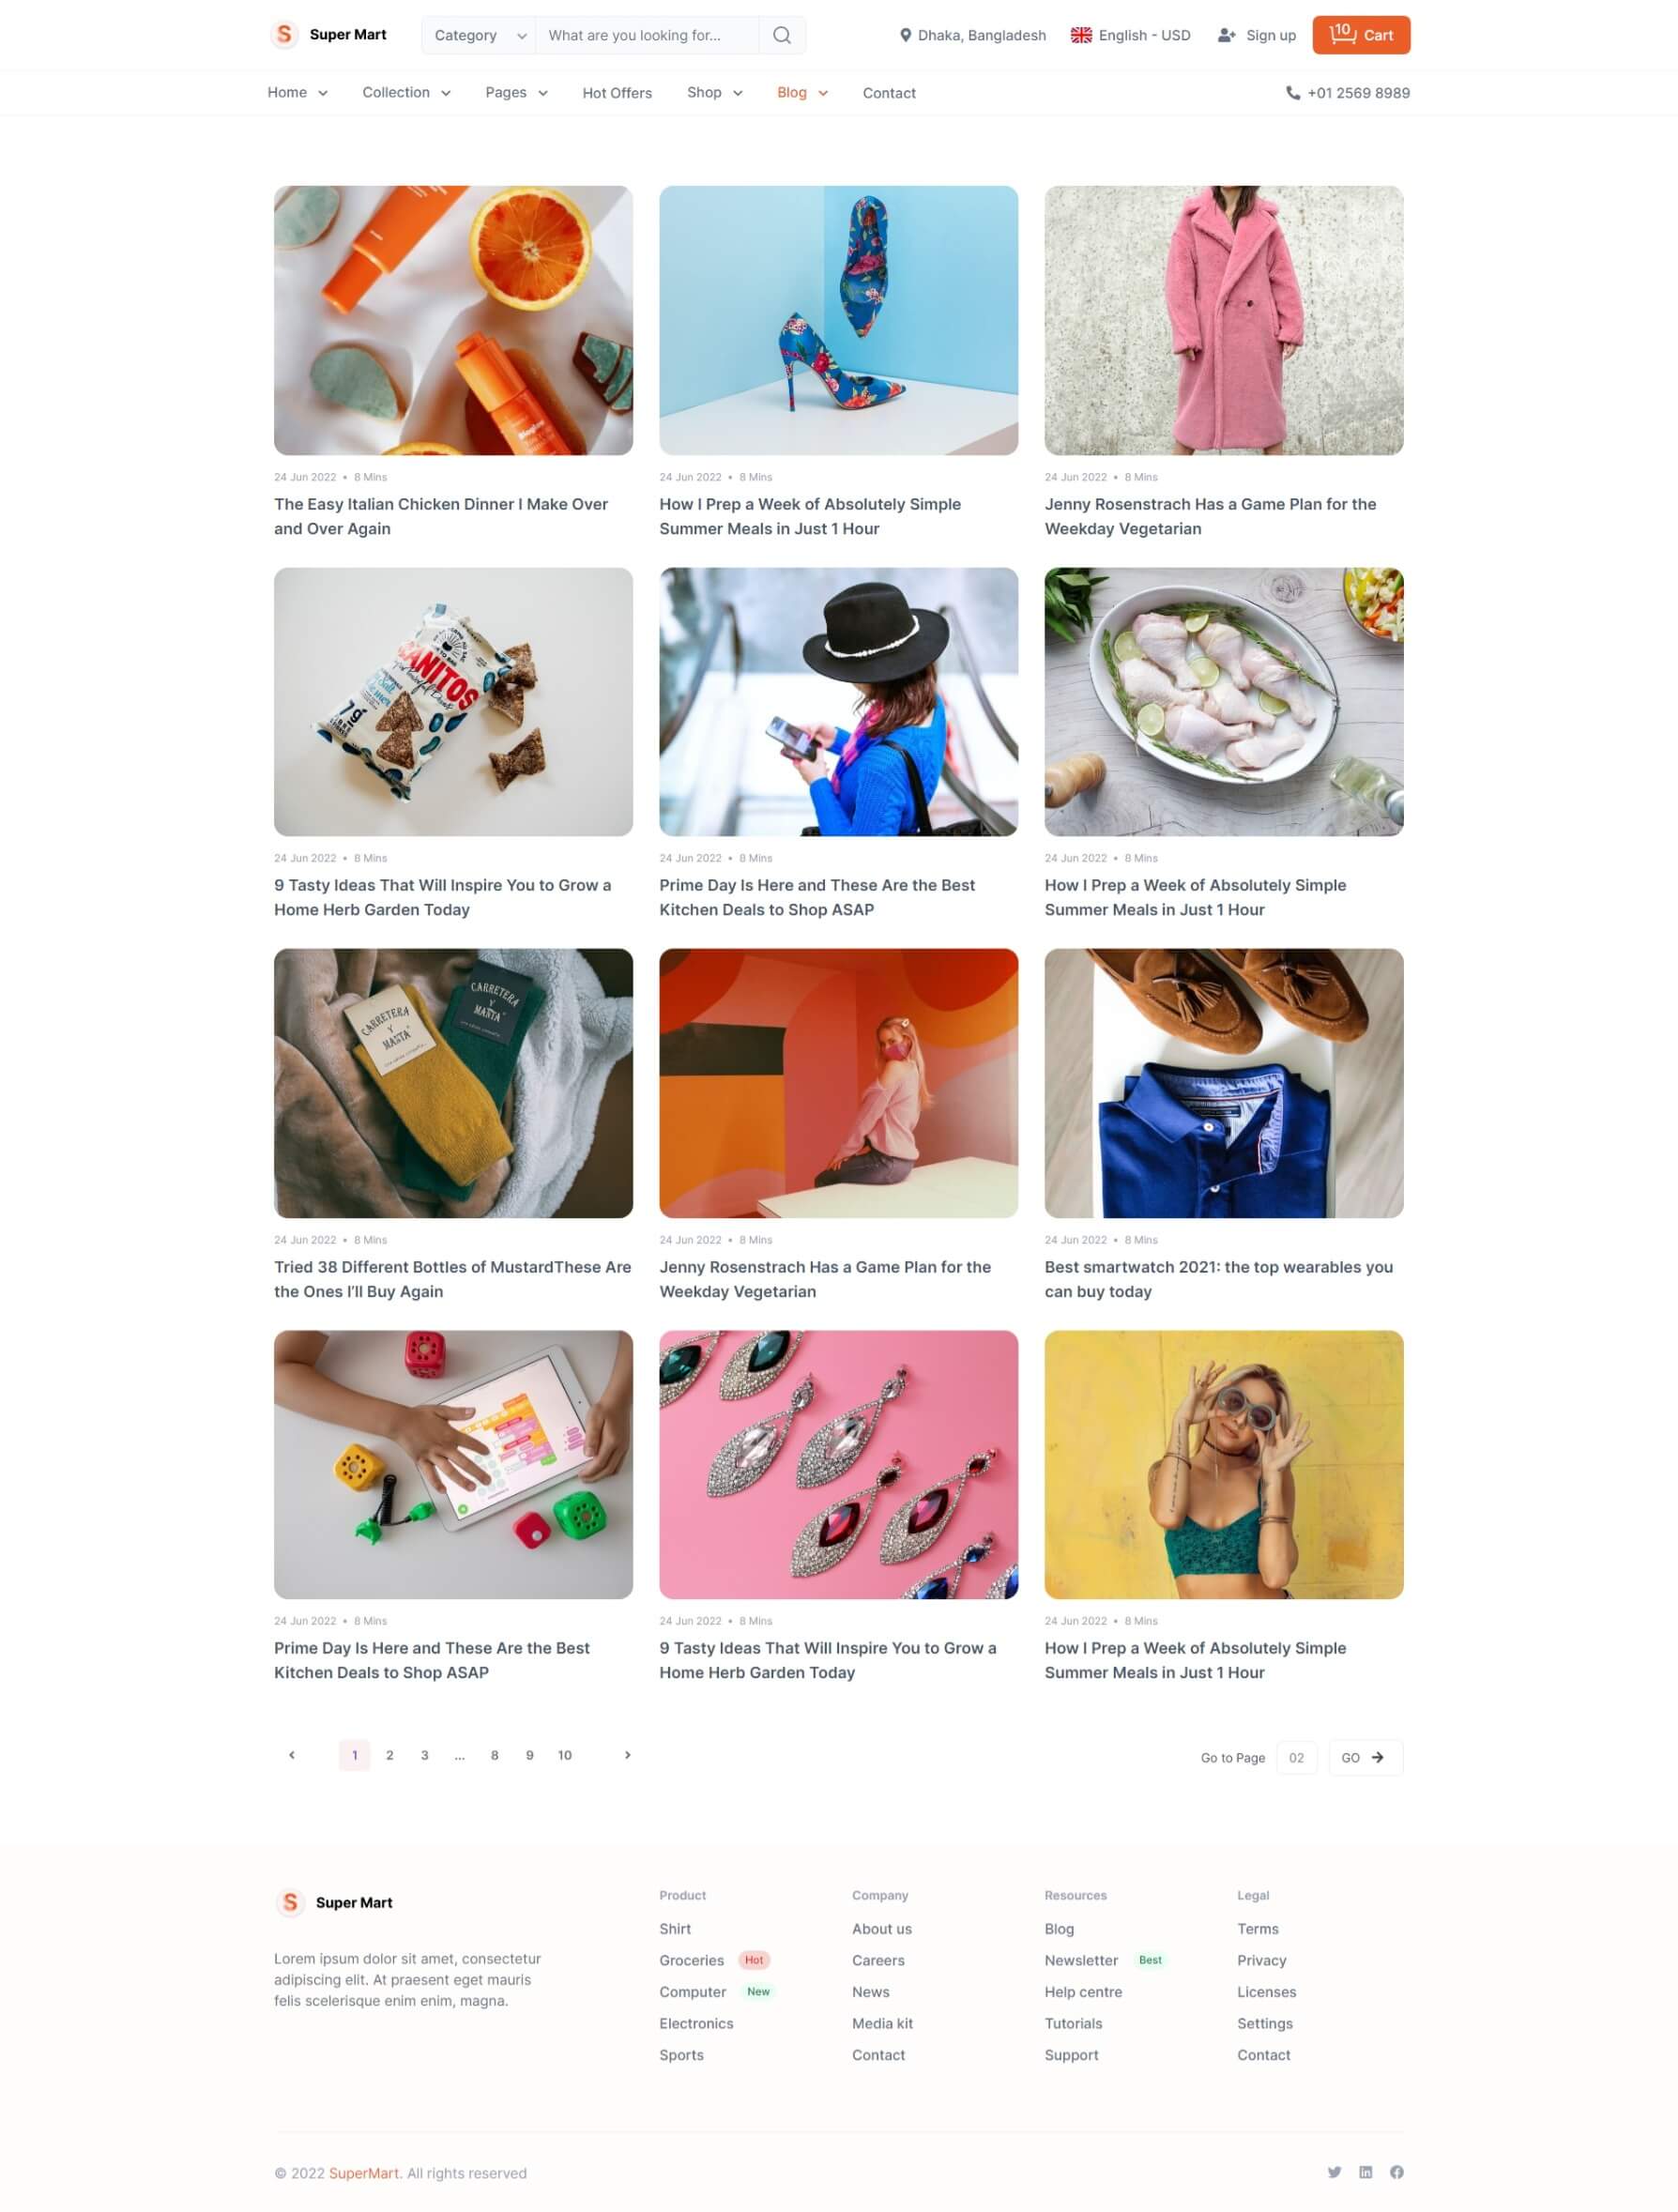 S Super Mart
Category
What are you looking for...
Dhaka, Bangladesh
English - USD
Sign up
10 Cart
Home
Collection
Pages
Hot Offers
Shop
Blog
Contact
+01 2569 8989
24 Jun 2022 • 8 Mins
The Easy Italian Chicken Dinner I Make Over
and Over Again
24 Jun 2022 • 8 Mins
How I Prep a Week of Absolutely Simple
Summer Meals in Just 1 Hour
24 Jun 2022 • 8 Mins
Jenny Rosenstrach Has a Game Plan for the
Weekday Vegetarian
7g
24 Jun 2022 • 8 Mins
9 Tasty Ideas That Will Inspire You to Grow a
Home Herb Garden Today
24 Jun 2022 • 8 Mins
Prime Day Is Here and These Are the Best
Kitchen Deals to Shop ASAP
24 Jun 2022 • 8 Mins
How I Prep a Week of Absolutely Simple
Summer Meals in Just 1 Hour
CARRETERA
Y
MANTA
CARRETERA
Y
MANTA
24 Jun 2022 • 8 Mins
Tried 38 Different Bottles of MustardThese Are
the Ones I'll Buy Again
24 Jun 2022 • 8 Mins
Jenny Rosenstrach Has a Game Plan for the
Weekday Vegetarian
24 Jun 2022 • 8 Mins
Best smartwatch 2021: the top wearables you
can buy today
24 Jun 2022 • 8 Mins
Prime Day Is Here and These Are the Best
Kitchen Deals to Shop ASAP
24 Jun 2022 • 8 Mins
9 Tasty Ideas That Will Inspire You to Grow a
Home Herb Garden Today
24 Jun 2022 • 8 Mins
How I Prep a Week of Absolutely Simple
Summer Meals in Just 1 Hour
1 2 3 ... 8 9 10
Go to Page 02 GO
S Super Mart
Lorem ipsum dolor sit amet, consectetur
adipiscing elit. At praesent eget mauris
felis scelerisque enim enim, magna.
Product
Shirt
Groceries Hot
Computer New
Electronics
Sports
Company
About us
Careers
News
Media kit
Contact
Resources
Blog
Newsletter Best
Help centre
Tutorials
Support
Legal
Terms
Privacy
Licenses
Settings
Contact
© 2022 SuperMart. All rights reserved